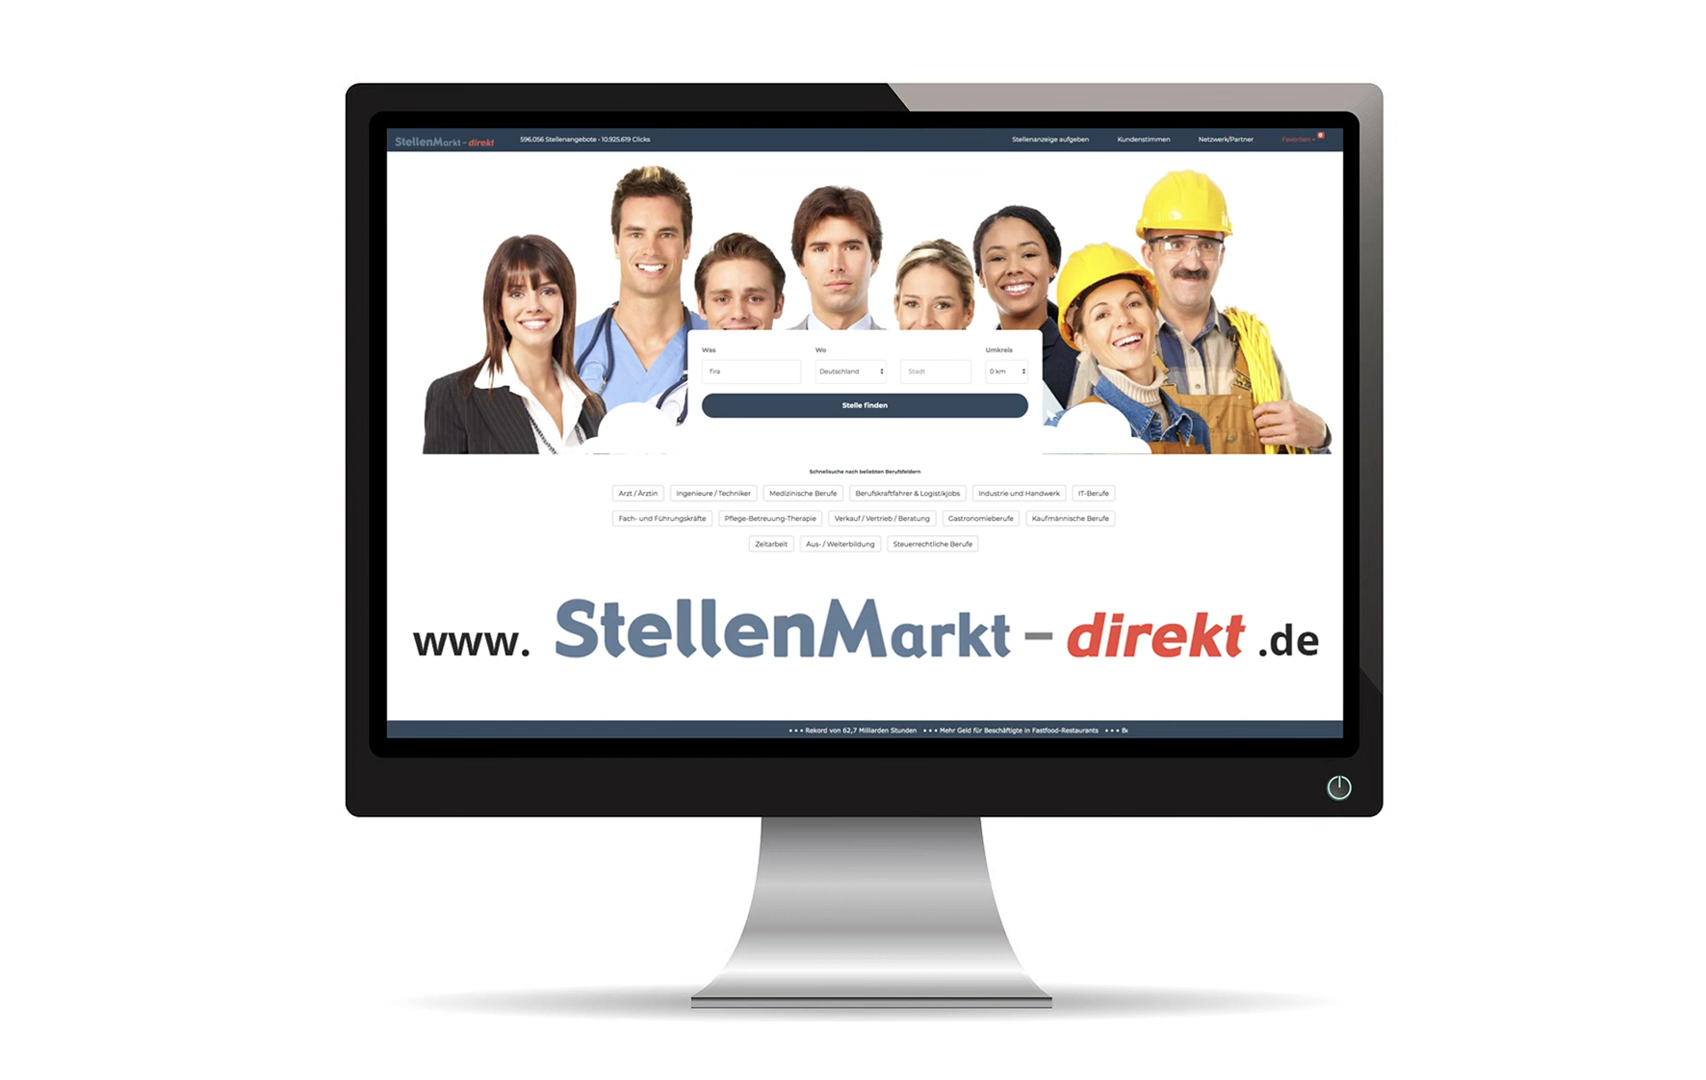 StellenMarkt - direkt 596.056 Stellenangebote • 10.925.619 Clicks Stellenanzeige aufgeben Kundenstimmen Netzwerk/Partner Favoriten
Was Wo Umkreis
fira Deutschland Stadt 0 km
Stelle finden
Schnellsuche nach beliebten Berufsfeldern
Arzt / Ärztin Ingenieure / Techniker Medizinische Berufe Berufskraftfahrer & Logistikjobs Industrie und Handwerk IT-Berufe
Fach- und Führungskräfte Pflege-Betreuung-Therapie Verkauf / Vertrieb / Beratung Gastronomieberufe Kaufmännische Berufe
Zeitarbeit Aus- / Weiterbildung Steuerrechtliche Berufe
www. StellenMarkt - direkt .de
• • • Rekord von 62,7 Milliarden Stunden • • • Mehr Geld für Beschäftigte in Fastfood-Restaurants • • •